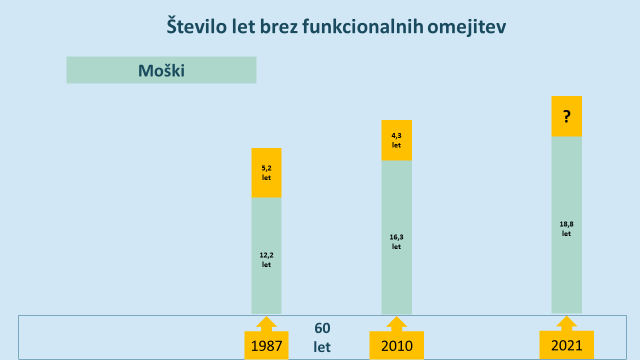 Število let brez funkcionalnih omejitev
Moški
5,2
let
12,2
let
4,3
let
16,3
let
?
18,8
let
60
let
1987
2010
2021